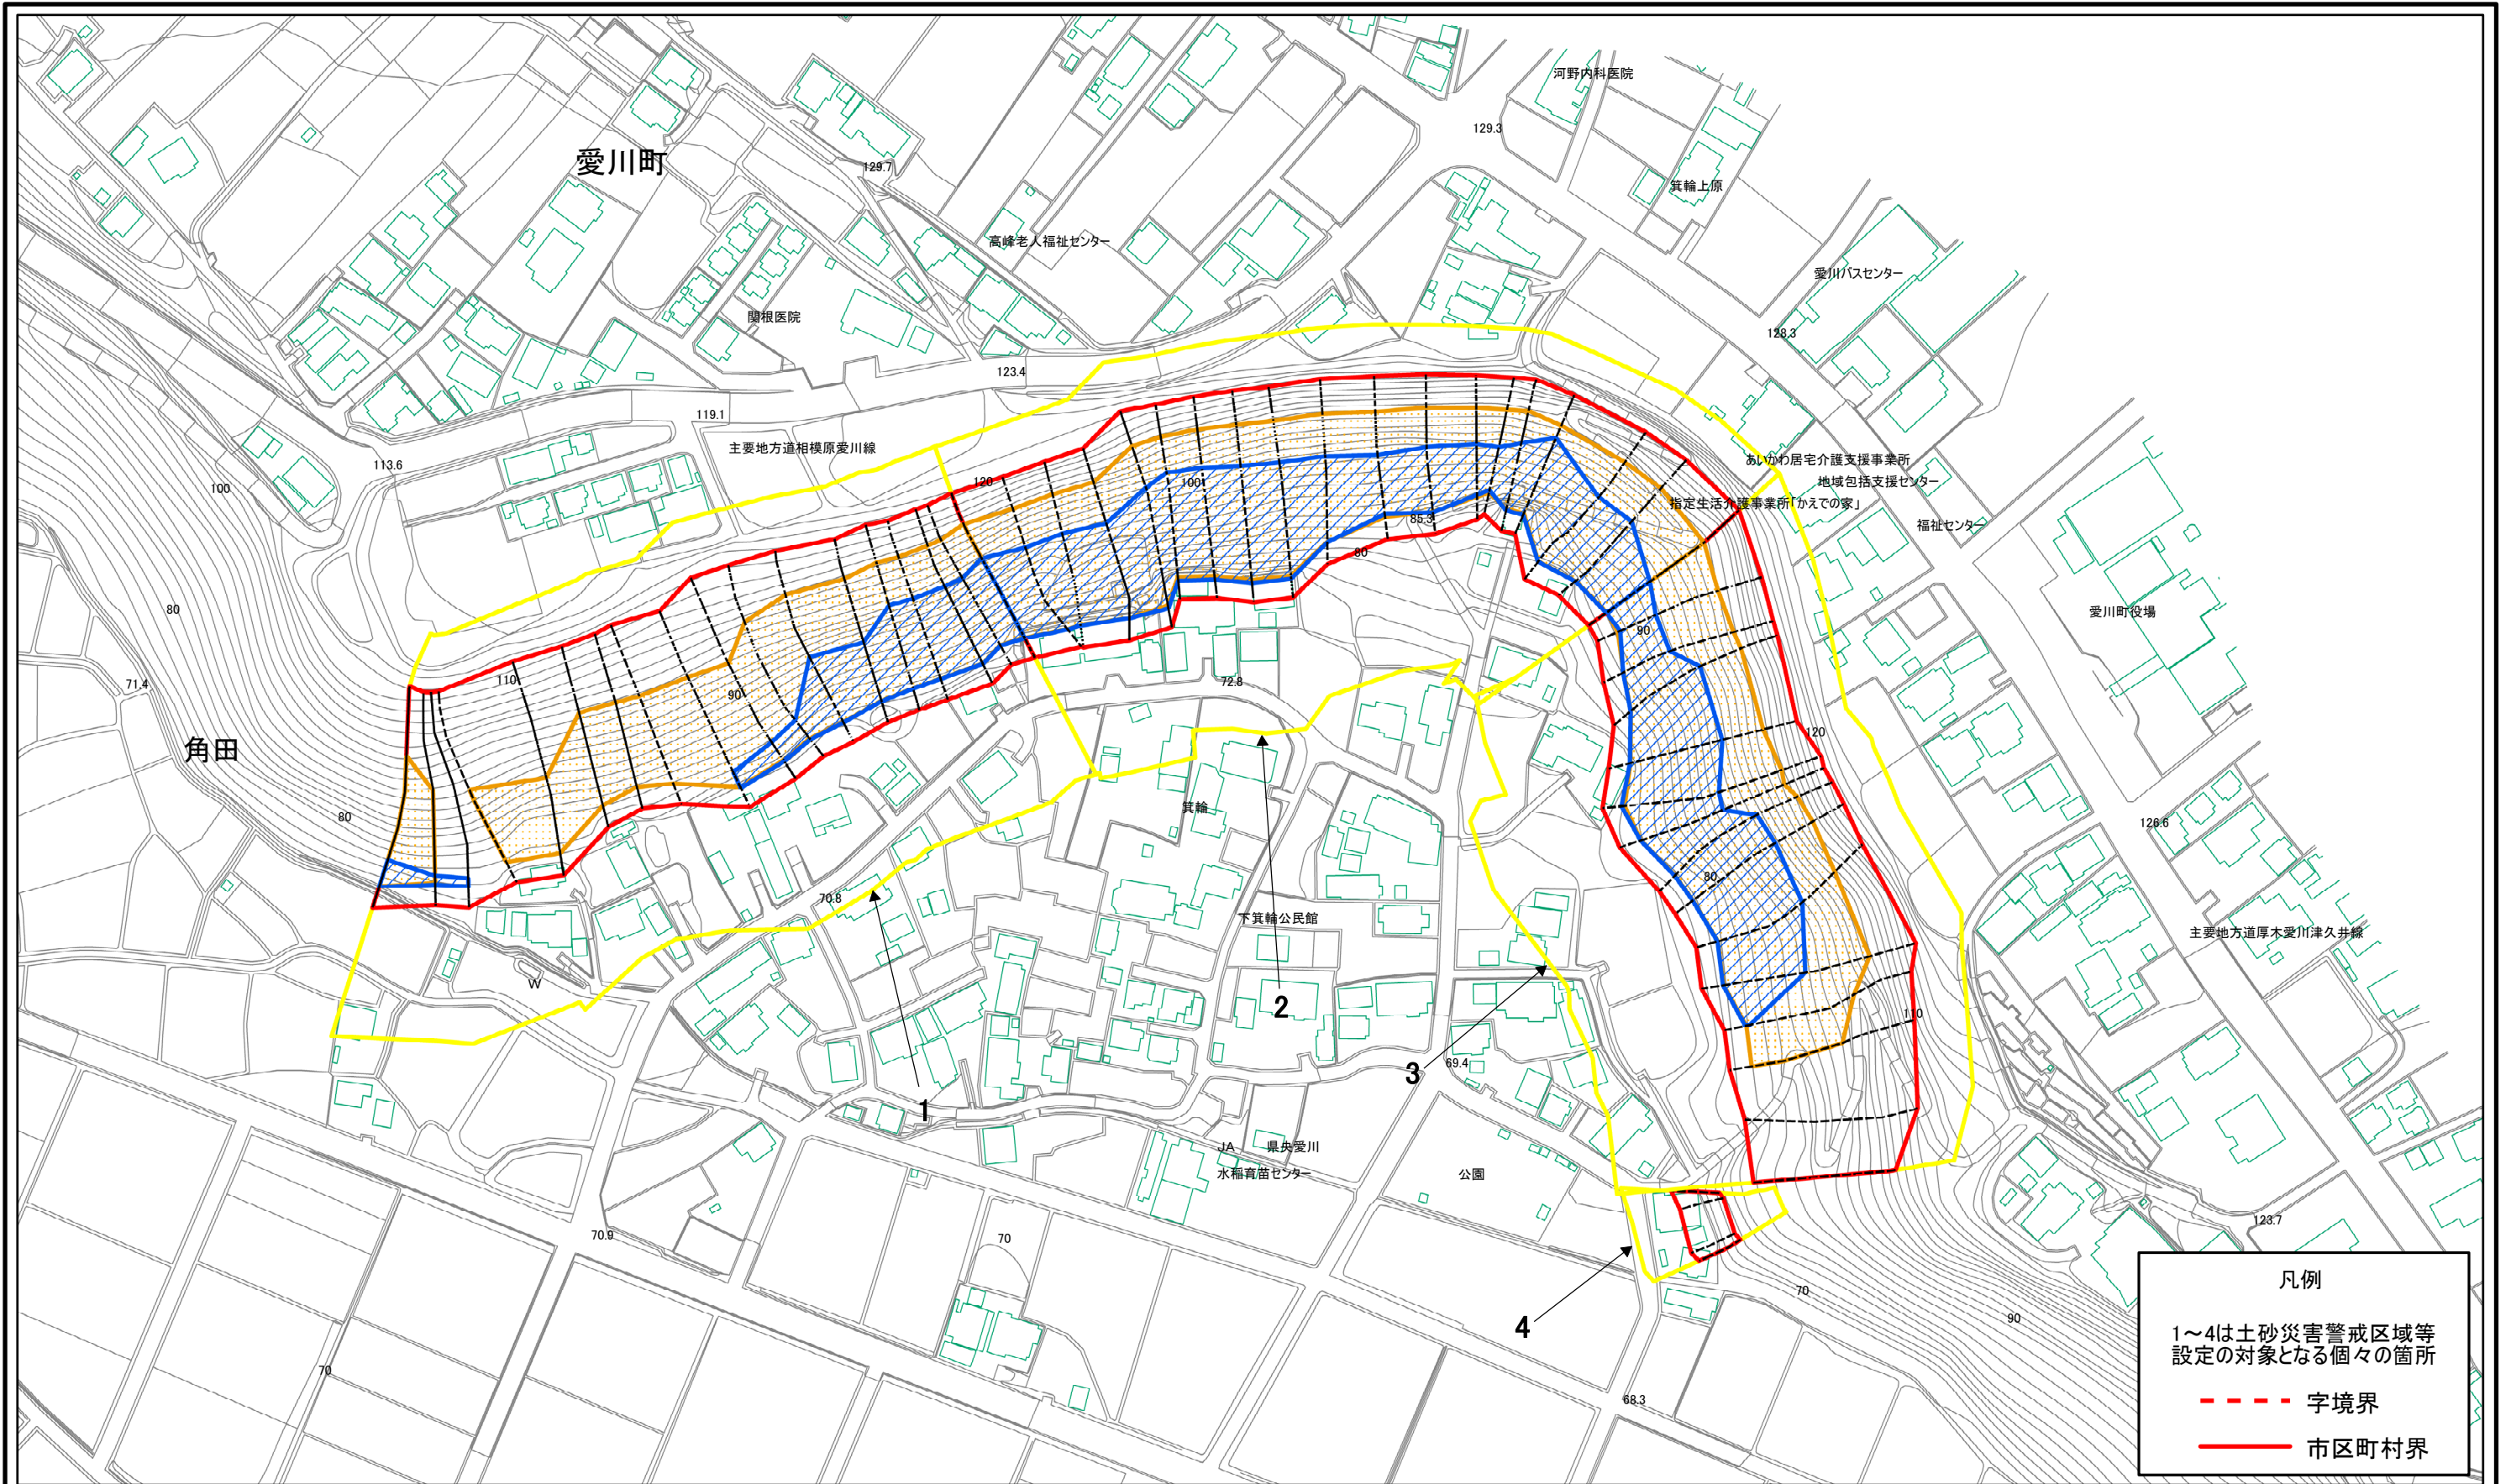 河野内科医院
129.3
愛川町
129.7
箕輪上原
高峰老人福祉センター
愛川バスセンター
関根医院
128.3
123.4
119.1
主要地方道相模原愛川線
あいかわ居宅介護支援事業所
113.6
地域包括支援センター
120
100
100
指定生活介護事業所「かえでの家」
85.3
福祉センター
80
80
愛川町役場
90
110
71.4
72.8
90
120
角田
箕輪
80
126.6
80
70.8
下箕輪公民館
主要地方道厚木愛川津久井線
W
2
110
3
69.4
1
JA 県央愛川
水稲育苗センター
公園
123.7
70.9
70
凡例
70
90
4
1～4は土砂災害警戒区域等
設定の対象となる個々の箇所
70
68.3
字境界
市区町村界